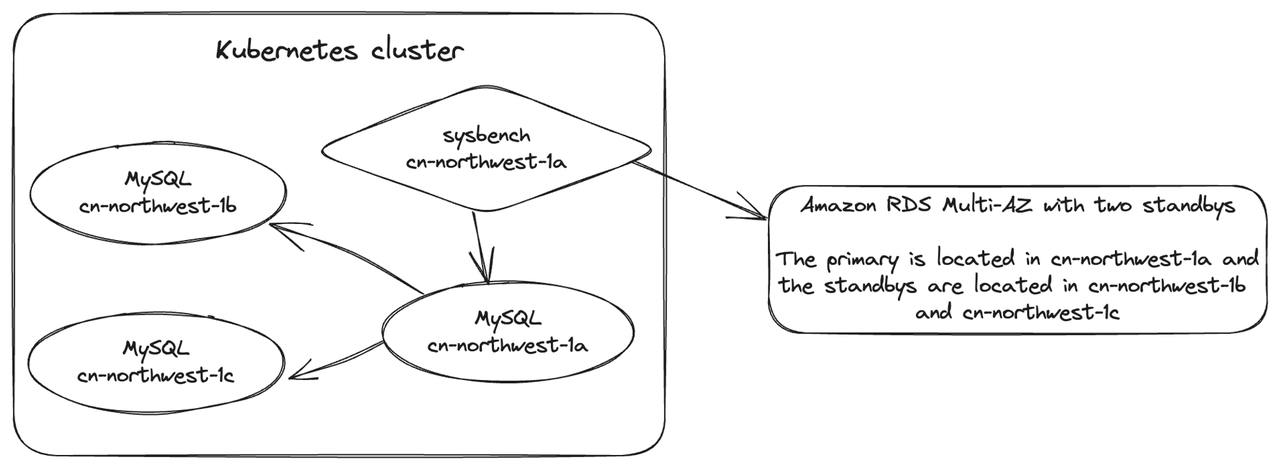 Kubernetes cluster
sysbench
cn-northwest-1a
MySQL
cn-northwest-1b
MySQL
cn-northwest-1a
MySQL
cn-northwest-1c
Amazon RDS Multi-AZ with two standbys
The primary is located in cn-northwest-1a and
the standbys are located in cn-northwest-1b
and cn-northwest-1c